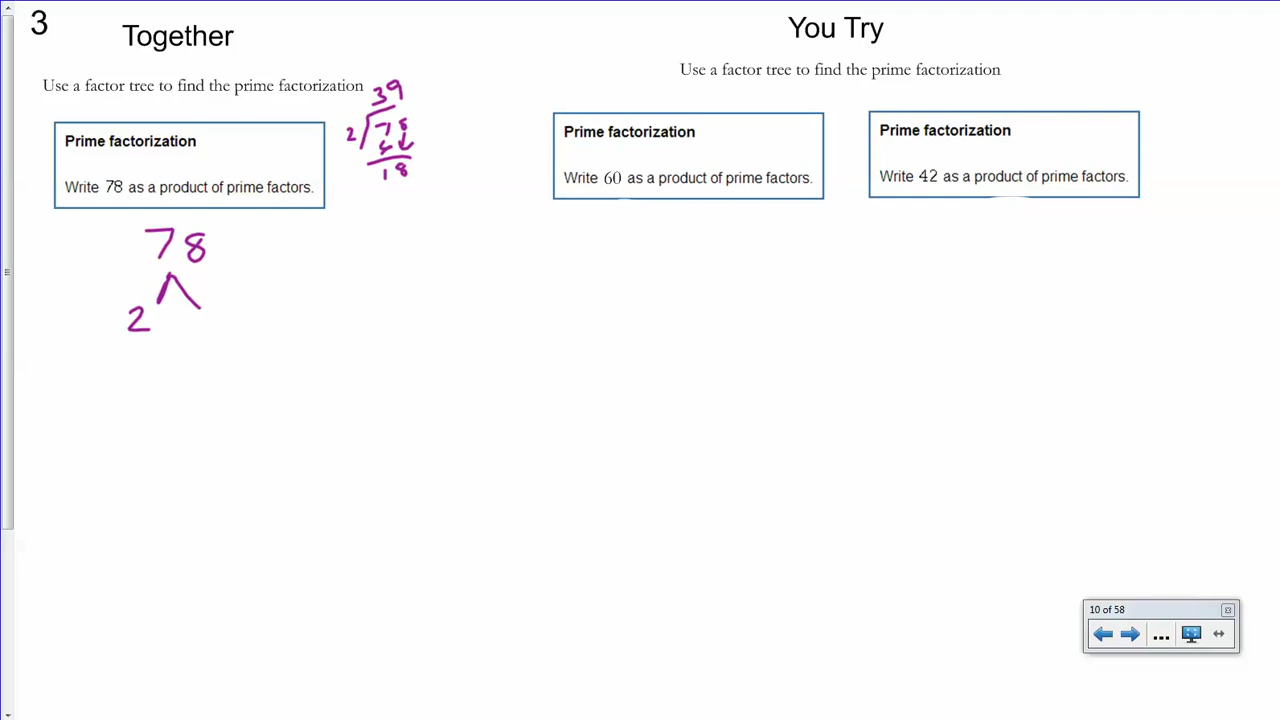 3
Together
Use a factor tree to find the prime factorization
39
2 78
6
18
Prime factorization
Write 78 as a product of prime factors.
78
2
You Try
Use a factor tree to find the prime factorization
Prime factorization
Write 60 as a product of prime factors.
Prime factorization
Write 42 as a product of prime factors.
10 of 58
...